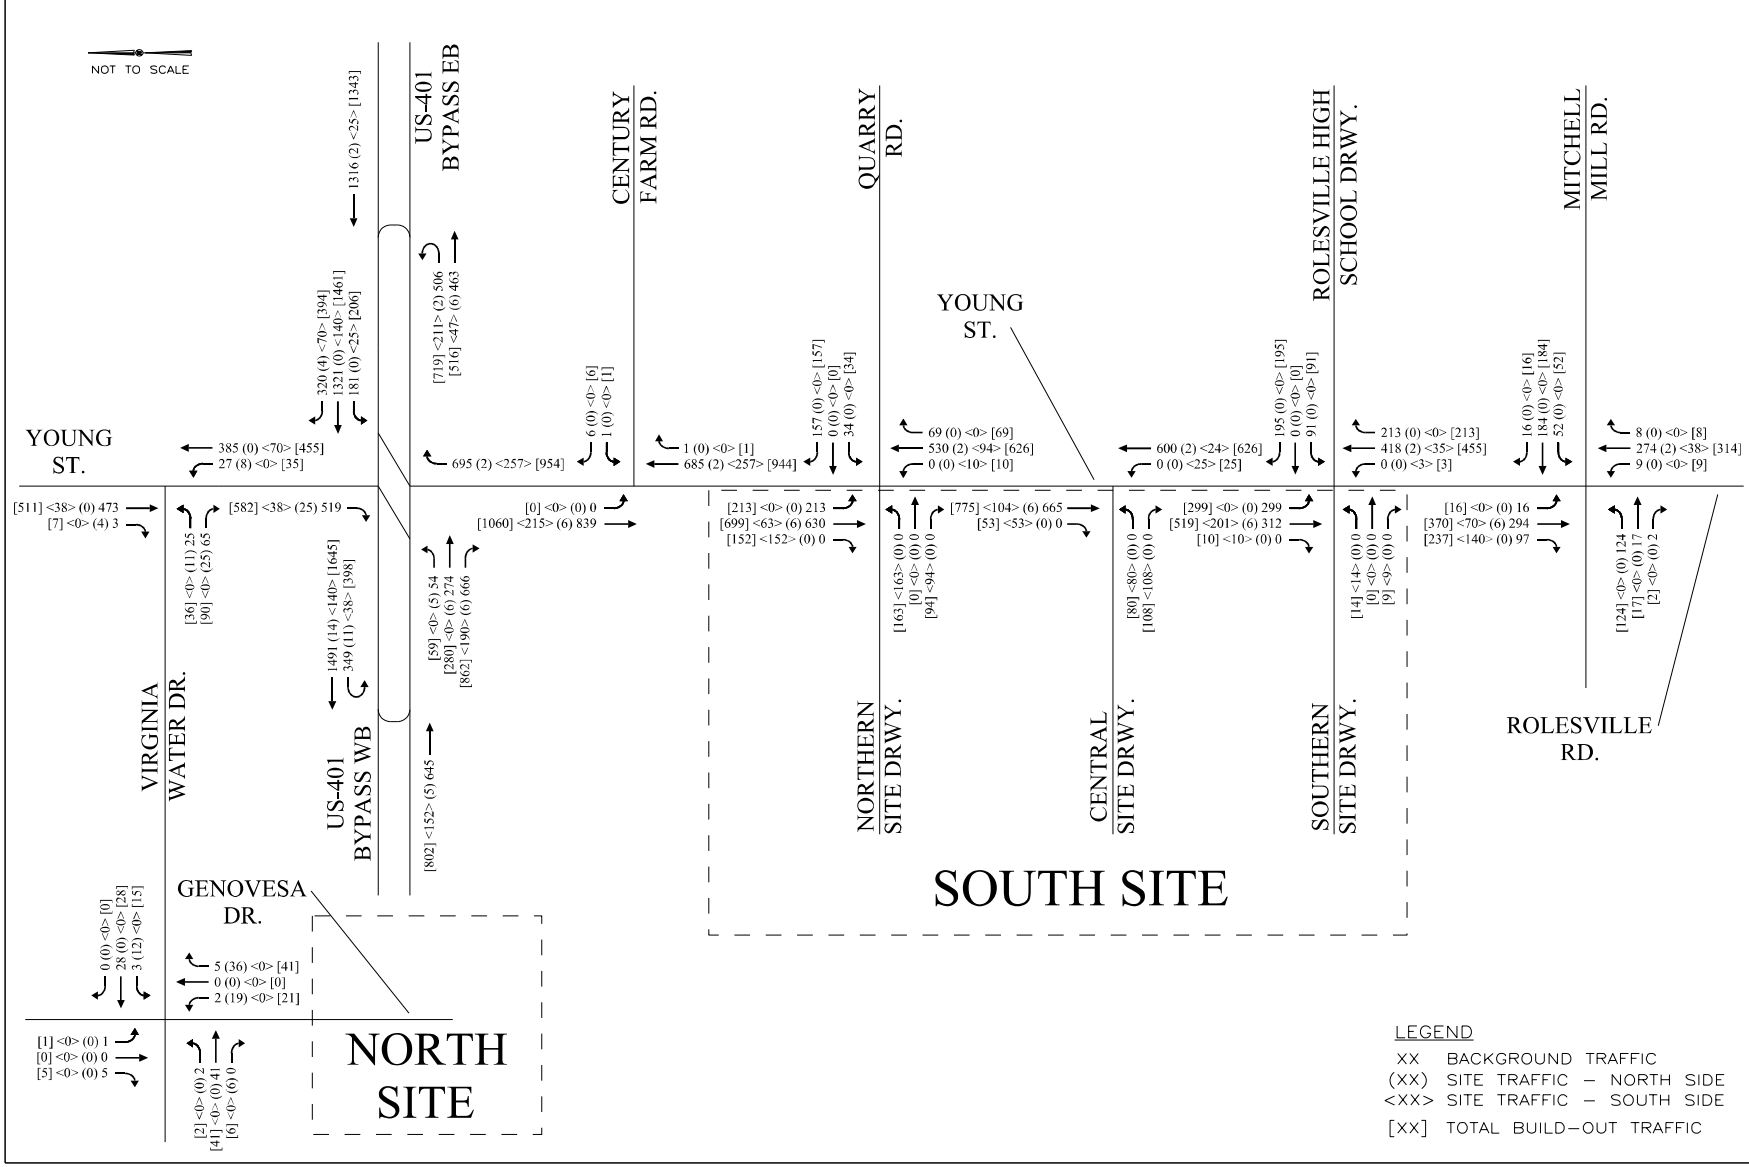 NOT TO SCALE
1316 (2) <25> [1343]
US-401
BYPASS EB
CENTURY
FARM RD.
QUARRY
RD.
ROLESVILLE HIGH
SCHOOL DRWY.
MITCHELL
MILL RD.
[719] <211> (2) 506
[516] <47> (6) 463
320 (4) <70> [394]
1321 (0) <140> [1461]
181 (0) <25> [206]
YOUNG
ST.
6 (0) <0> [6]
1 (0) <0> [1]
157 (0) <0> [157]
0 (0) <0> [0]
34 (0) <0> [34]
195 (0) <0> [195]
0 (0) <0> [0]
91 (0) <0> [91]
16 (0) <0> [16]
184 (0) <0> [184]
52 (0) <0> [52]
YOUNG
ST.
385 (0) <70> [455]
27 (8) <0> [35]
695 (2) <257> [954]
1 (0) <0> [1]
685 (2) <257> [944]
69 (0) <0> [69]
530 (2) <94> [626]
0 (0) <10> [10]
600 (2) <24> [626]
0 (0) <25> [25]
213 (0) <0> [213]
418 (2) <35> [455]
0 (0) <3> [3]
8 (0) <0> [8]
274 (2) <38> [314]
9 (0) <0> [9]
[511] <38> (0) 473
[7] <0> (4) 3
[582] <38> (25) 519
[0] <0> (0) 0
[1060] <215> (6) 839
[213] <0> (0) 213
[699] <63> (6) 630
[152] <152> (0) 0
[775] <104> (6) 665
[53] <53> (0) 0
[299] <0> (0) 299
[519] <201> (6) 312
[10] <10> (0) 0
[16] <0> (0) 16
[370] <70> (6) 294
[237] <140> (0) 97
[36] <0> (11) 25
[90] <0> (25) 65
1491 (14) <140> [1645]
349 (11) <38> [398]
[59] <0> (5) 54
[280] <0> (6) 274
[862] <190> (6) 666
[163] <163> (0) 0
[0] <0> (0) 0
[94] <94> (0) 0
[80] <80> (0) 0
[108] <108> (0) 0
[14] <14> (0) 0
[0] <0> (0) 0
[9] <9> (0) 0
[124] <0> (0) 124
[17] <0> (0) 17
[2] <0> (0) 2
VIRGINIA
WATER DR.
US-401
BYPASS WB
[802] <152> (5) 645
NORTHERN
SITE DRWY.
CENTRAL
SITE DRWY.
SOUTHERN
SITE DRWY.
ROLESVILLE
RD.
SOUTH SITE
GENOVESA
DR.
0 (0) <0> [0]
28 (0) <0> [28]
3 (12) <0> [15]
5 (36) <0> [41]
0 (0) <0> [0]
2 (19) <0> [21]
[1] <0> (0) 1
[0] <0> (0) 0
[5] <0> (0) 5
[2] <0> (0) 2
[41] <0> (0) 41
[6] <0> (6) 0
NORTH
SITE
LEGEND
XX BACKGROUND TRAFFIC
(XX) SITE TRAFFIC – NORTH SIDE
<XX> SITE TRAFFIC – SOUTH SIDE
[XX] TOTAL BUILD–OUT TRAFFIC